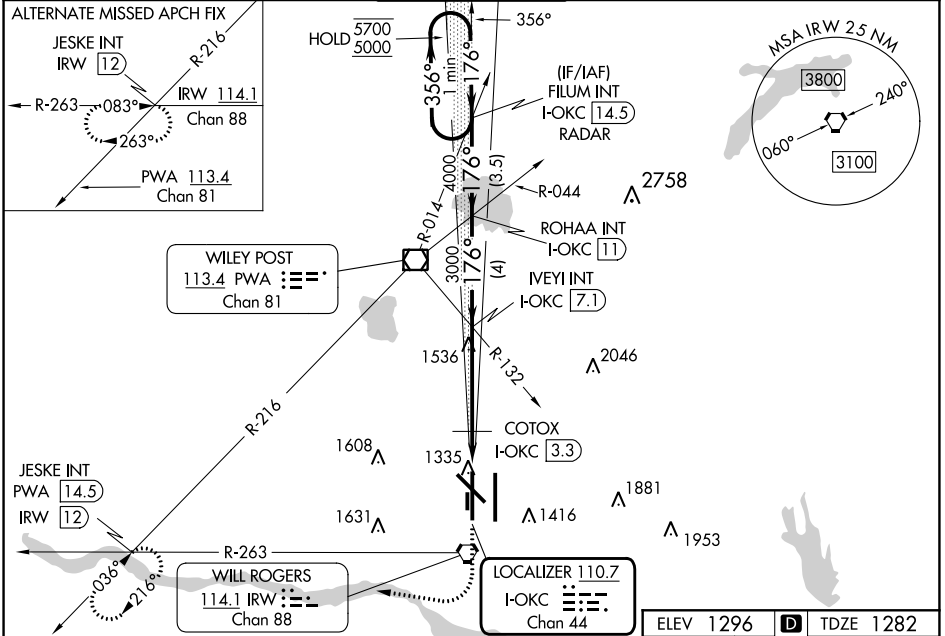 ALTERNATE MISSED APCH FIX
JESKE INT
IRW 12
R-216
R-263
083°
263°
IRW 114.1
Chan 88
PWA 113.4
Chan 81
HOLD 5700
5000
356°
1 min
176°
356°
(IF/IAF)
FILUM INT
I-OKC 14.5
RADAR
MSA IRW 25 NM
3800
240°
060°
3100
4000
176°
(3.5)
R-014
R-044
2758
ROHAA INT
I-OKC 11
WILEY POST
113.4 PWA
Chan 81
3000
176°
(4)
IVEYI INT
I-OKC 7.1
1536
R-132
2046
R-216
COTOX
I-OKC 3.3
1608
1335
JESKE INT
PWA 14.5
IRW 12
1631
1416
1881
1953
R-263
036°
216°
WILL ROGERS
114.1 IRW
Chan 88
LOCALIZER 110.7
I-OKC
Chan 44
ELEV 1296 D TDZE 1282